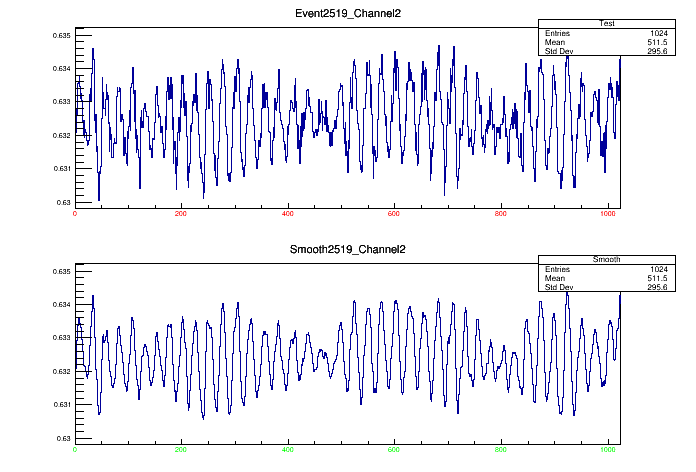 Event2519_Channel2
Test
Entries 1024
Mean 511.5
Std Dev 295.6
0.635
0.634
0.633
0.632
0.631
0.63
0 200 400 600 800 1000
Smooth2519_Channel2
Smooth
Entries 1024
Mean 511.5
Std Dev 295.6
0.635
0.634
0.633
0.632
0.631
0.63
0 200 400 600 800 1000